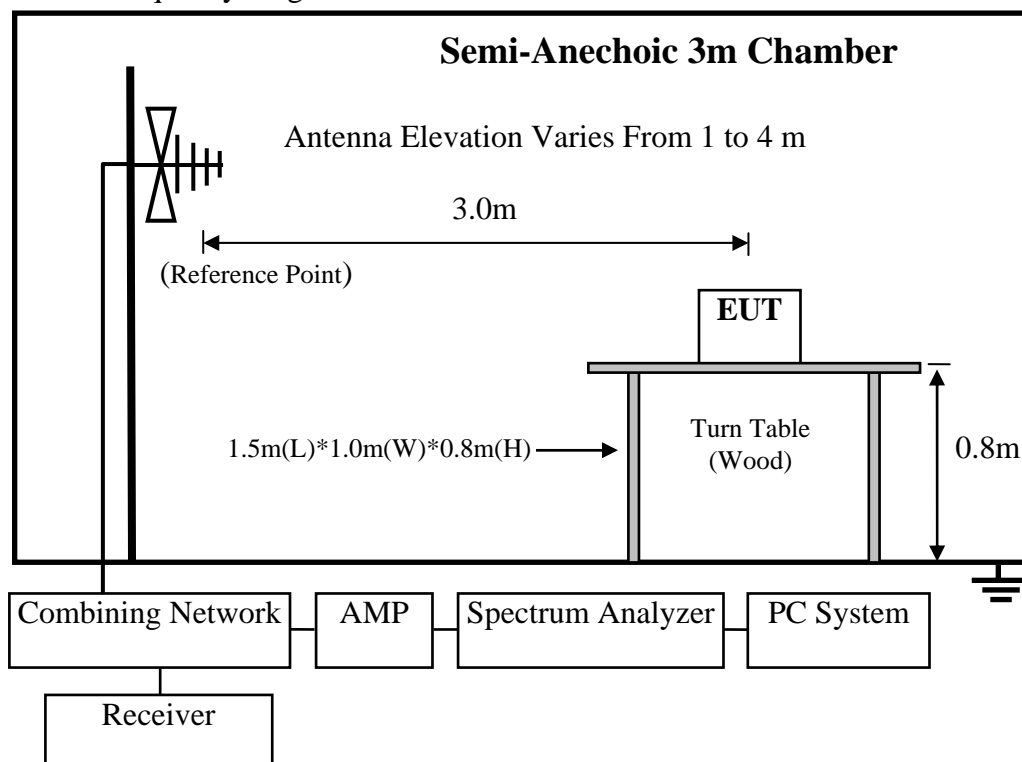 Semi-Anechoic 3m Chamber
Antenna Elevation Varies From 1 to 4 m
3.0m
(Reference Point)
EUT
1.5m(L)*1.0m(W)*0.8m(H)
Turn Table
(Wood)
0.8m
Combining Network
AMP
Spectrum Analyzer
PC System
Receiver